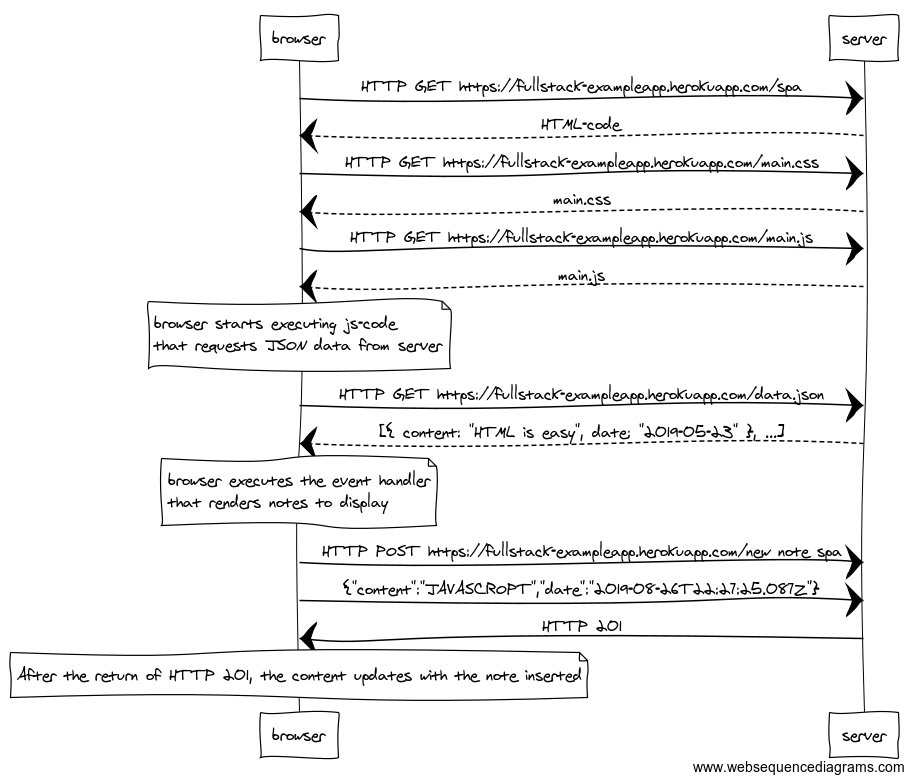 browser
server
HTTP GET https://fullstack-exampleapp.herokuapp.com/spa
HTML-code
HTTP GET https://fullstack-exampleapp.herokuapp.com/main.css
main.css
HTTP GET https://fullstack-exampleapp.herokuapp.com/main.js
main.js
browser starts executing js-code
that requests JSON data from server
HTTP GET https://fullstack-exampleapp.herokuapp.com/data.json
[{ content: "HTML is easy", date: "2019-05-23" }, ...]
browser executes the event handler
that renders notes to display
HTTP POST https://fullstack-exampleapp.herokuapp.com/new note spa
{"content":"JAVASCROPT","date":"2019-08-26T22:27:25.087Z"}
HTTP 201
After the return of HTTP 201, the content updates with the note inserted
browser
server
www.websequencediagrams.com